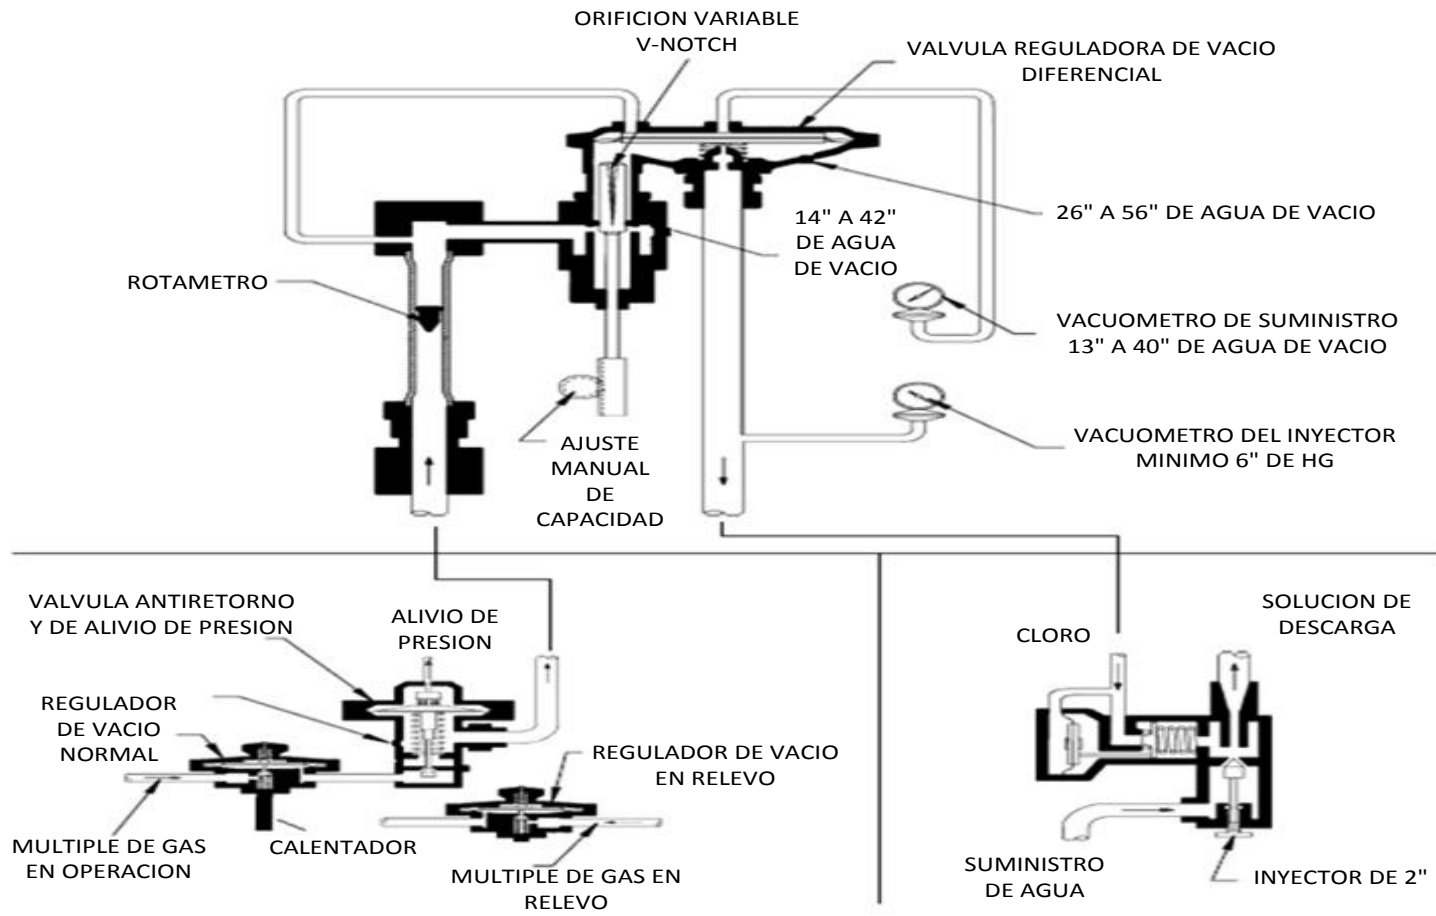 ORIFICION VARIABLE
V-NOTCH
VALVULA REGULADORA DE VACIO
DIFERENCIAL
26" A 56" DE AGUA DE VACIO
14" A 42"
DE AGUA
DE VACIO
ROTAMETRO
VACUOMETRO DE SUMINISTRO
13" A 40" DE AGUA DE VACIO
AJUSTE
MANUAL
DE
CAPACIDAD
VACUOMETRO DEL INYECTOR
MINIMO 6" DE HG
VALVULA ANTIRETORNO
Y DE ALIVIO DE PRESION
ALIVIO DE
PRESION
REGULADOR
DE VACIO
NORMAL
REGULADOR DE VACIO
EN RELEVO
MULTIPLE DE GAS
EN OPERACION
CALENTADOR
MULTIPLE DE GAS EN
RELEVO
CLORO
SOLUCION DE
DESCARGA
SUMINISTRO
DE AGUA
INYECTOR DE 2"